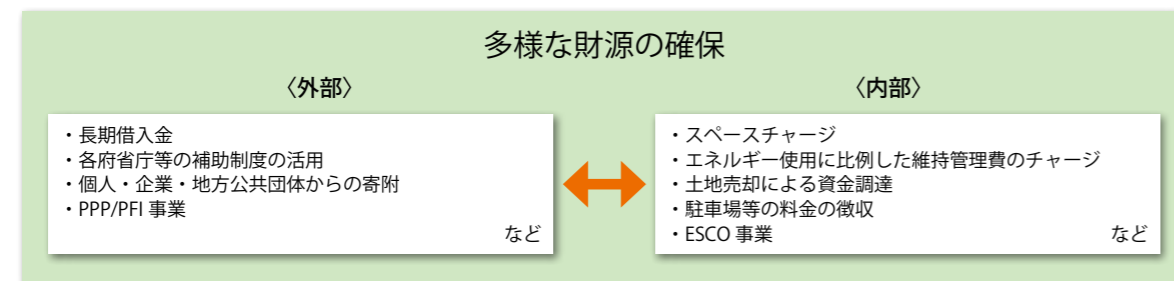 多様な財源の確保
〈外部〉
・長期借入金
・各府省庁等の補助制度の活用
・個人・企業・地方公共団体からの寄附
・PPP/PFI 事業
など
〈内部〉
・スペースチャージ
・エネルギー使用に比例した維持管理費のチャージ
・土地売却による資金調達
・駐車場等の料金の徴収
・ESCO 事業
など